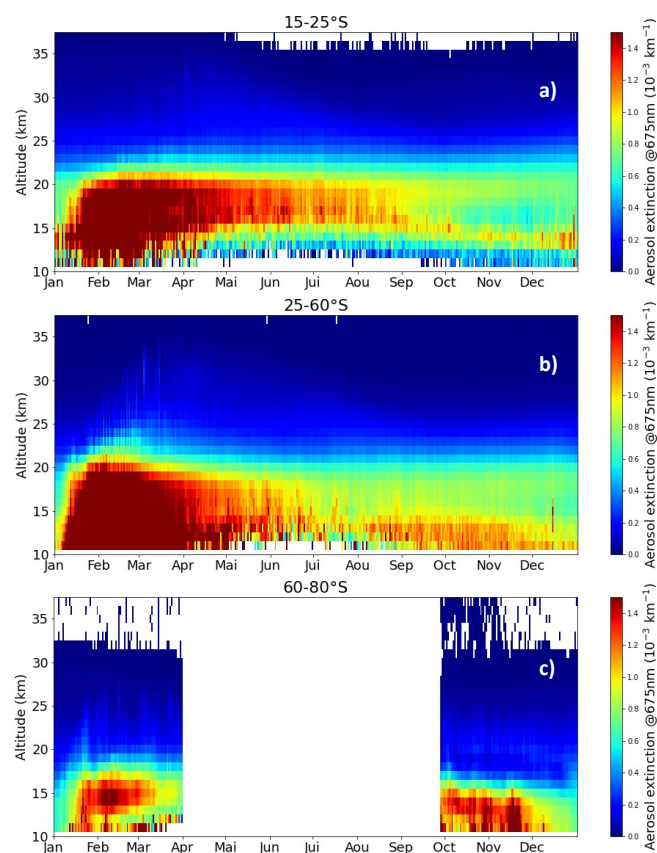 15-25°S
Altitude (km)
35
30
25
20
15
10
Jan Feb Mar Apr Mai Jun Jui Aou Sep Oct Nov Dec
a)
1.4
1.2
1.0
0.8
0.6
0.4
0.2
0.0
Aerosol extinction @675nm (10⁻³ km⁻¹)
25-60°S
Altitude (km)
35
30
25
20
15
10
Jan Feb Mar Apr Mai Jun Jui Aou Sep Oct Nov Dec
b)
1.4
1.2
1.0
0.8
0.6
0.4
0.2
0.0
Aerosol extinction @675nm (10⁻³ km⁻¹)
60-80°S
Altitude (km)
35
30
25
20
15
10
Jan Feb Mar Apr Mai Jun Jui Aou Sep Oct Nov Dec
c)
1.4
1.2
1.0
0.8
0.6
0.4
0.2
0.0
Aerosol extinction @675nm (10⁻³ km⁻¹)